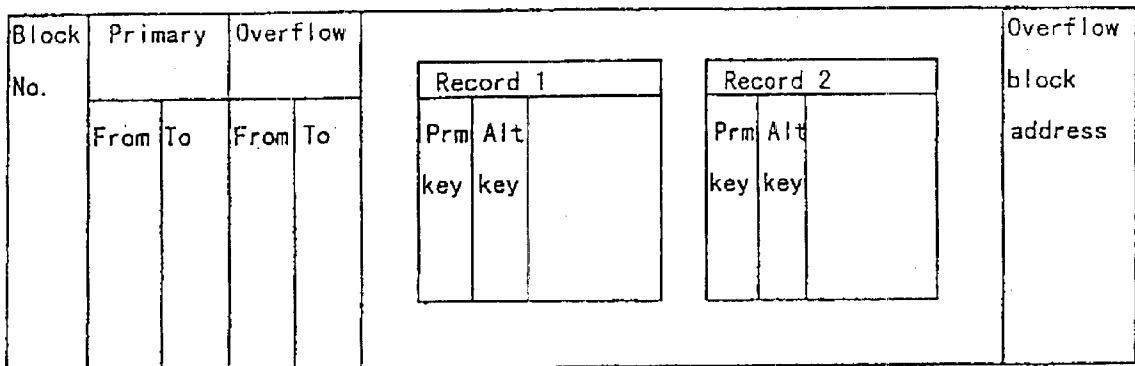 Block No.
Primary
Overflow
From To
From To
Record 1
Prm key
Alt key
Record 2
Prm key
Alt key
Overflow block address